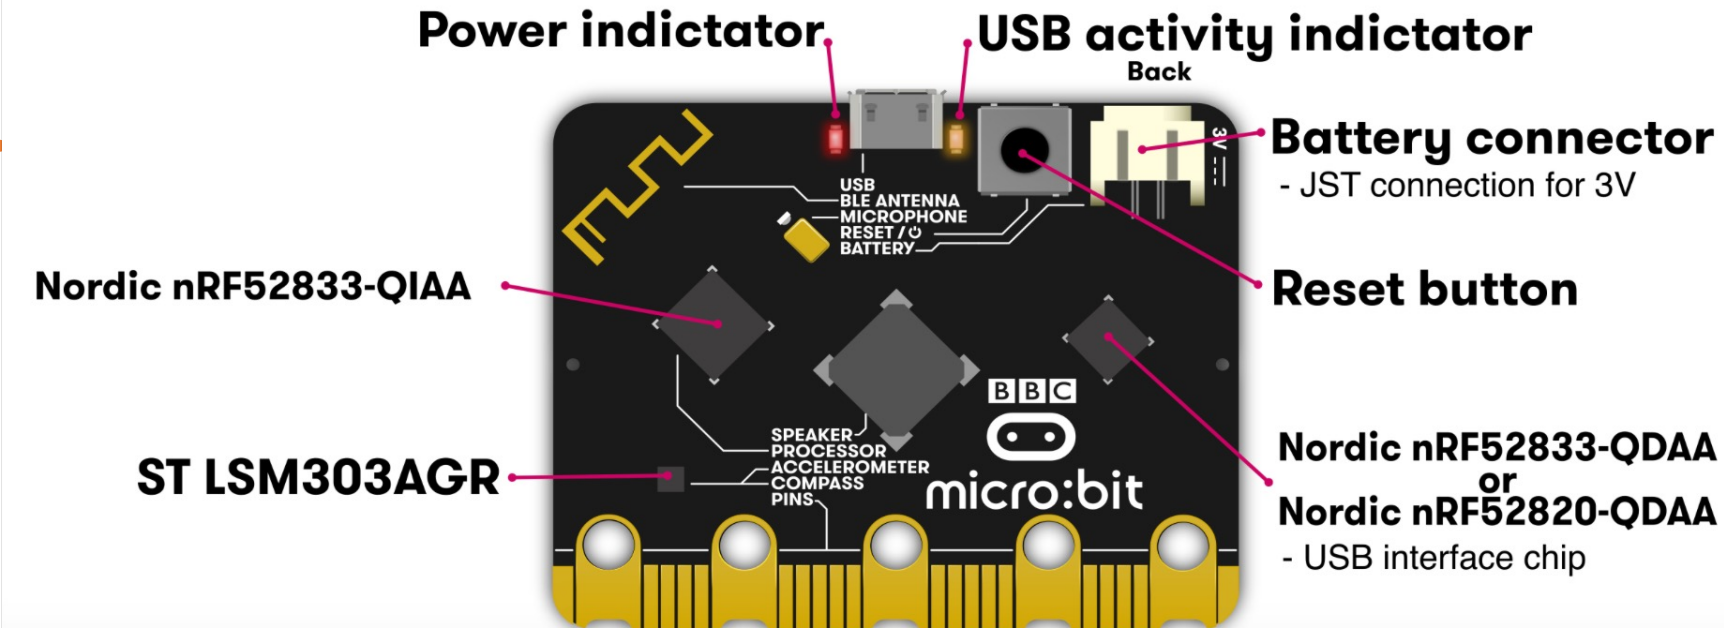 Power indictator
USB activity indictator
Back
Battery connector
- JST connection for 3V
3V
USB
BLE ANTENNA
MICROPHONE
RESET /
BATTERY
Nordic nRF52833-QIAA
Reset button
BBC
micro:bit
SPEAKER
PROCESSOR
ACCELEROMETER
COMPASS
PINS
ST LSM303AGR
Nordic nRF52833-QDAA
or
Nordic nRF52820-QDAA
- USB interface chip